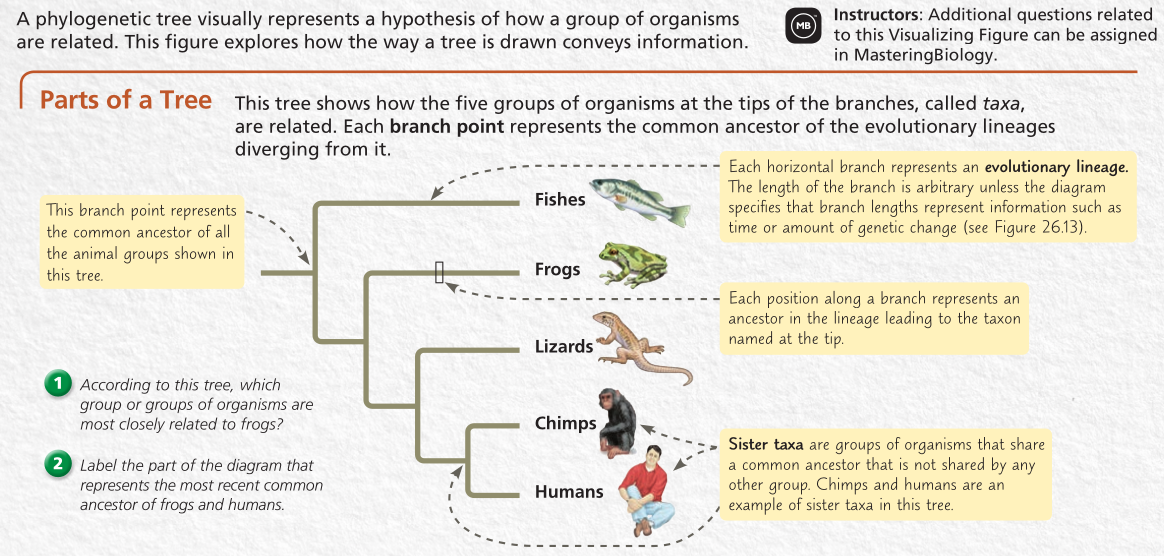 A phylogenetic tree visually represents a hypothesis of how a group of organisms
are related. This figure explores how the way a tree is drawn conveys information.
MB
Instructors: Additional questions related
to this Visualizing Figure can be assigned
in MasteringBiology.
Parts of a Tree
This tree shows how the five groups of organisms at the tips of the branches, called taxa,
are related. Each branch point represents the common ancestor of the evolutionary lineages
diverging from it.
Each horizontal branch represents an evolutionary lineage.
The length of the branch is arbitrary unless the diagram
specifies that branch lengths represent information such as
time or amount of genetic change (see Figure 26.13).
This branch point represents
the common ancestor of all
the animal groups shown in
this tree.
Fishes
Frogs
Each position along a branch represents an
ancestor in the lineage leading to the taxon
named at the tip.
Lizards
1 According to this tree, which
group or groups of organisms are
most closely related to frogs?
Chimps
2 Label the part of the diagram that
represents the most recent common
ancestor of frogs and humans.
Humans
Sister taxa are groups of organisms that share
a common ancestor that is not shared by any
other group. Chimps and humans are an
example of sister taxa in this tree.